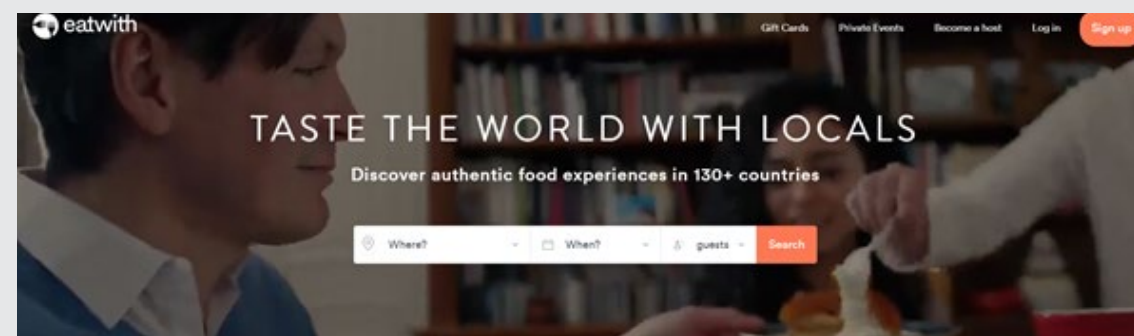 eatwith
Gift Cards Private Events Become a host Log in Sign up
TASTE THE WORLD WITH LOCALS
Discover authentic food experiences in 130+ countries
Where? When? guests Search